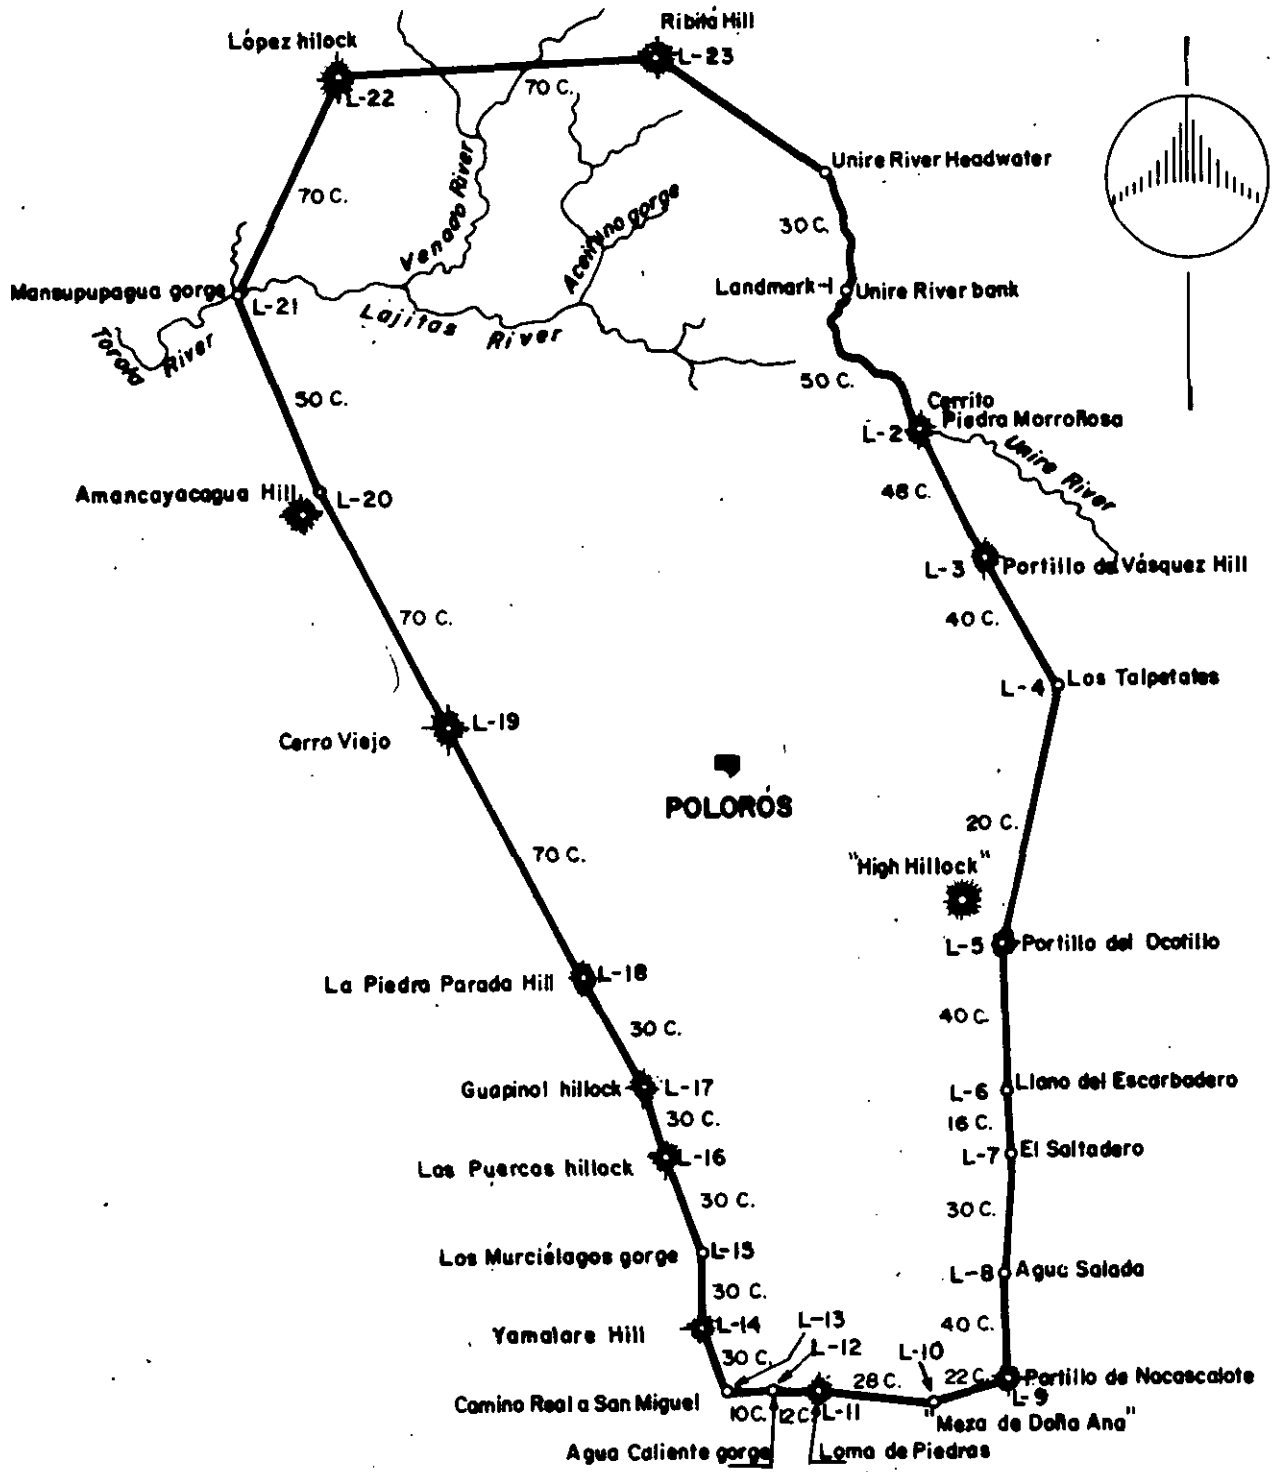 Ribitá Hill
López hilock
L-23
70 C.
L-22
Unire River Headwater
70 C.
Venado River
Aceituno gorge
30 C.
Mansupupagua gorge
L-21
Landmark-1
Unire River bank
Torola River
Lajitas River
50 C.
50 C.
Cerrito
Piedra Morroñosa
L-2
Unire River
Amancayacagua Hill
L-20
48 C.
L-3
Portillo de Vásquez Hill
70 C.
40 C.
L-4
Los Talpetates
L-19
Cerro Viejo
POLORÓS
20 C.
"High Hillock"
70 C.
L-5
Portillo del Ocotillo
La Piedra Parada Hill
L-18
40 C.
30 C.
Guapinol hillock
L-17
L-6
Llano del Escarbadero
30 C.
16 C.
Los Puercos hillock
L-16
L-7
El Saltadero
30 C.
30 C.
Los Murciélagos gorge
L-15
L-8
Agua Salada
30 C.
Yamalare Hill
L-14
L-13
40 C.
30 C.
L-12
L-10
28 C.
22 C.
Portillo de Nacascalote
L-9
Camino Real a San Miguel
10 C.
12 C.
L-11
"Meza de Doña Ana"
Agua Caliente gorge
Loma de Piedras